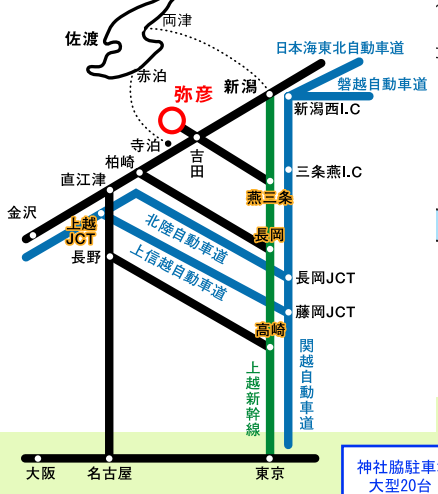 両津
佐渡
日本海東北自動車道
赤泊
新潟
磐越自動車道
弥彦
新潟西I.C
寺泊
吉田
柏崎
三条燕I.C
直江津
燕三条
金沢
上越
JCT
北陸自動車道
長岡
長野
上信越自動車道
長岡JCT
藤岡JCT
高崎
上越新幹線
関越自動車道
大阪
名古屋
東京
神社脇駐車
大型20台